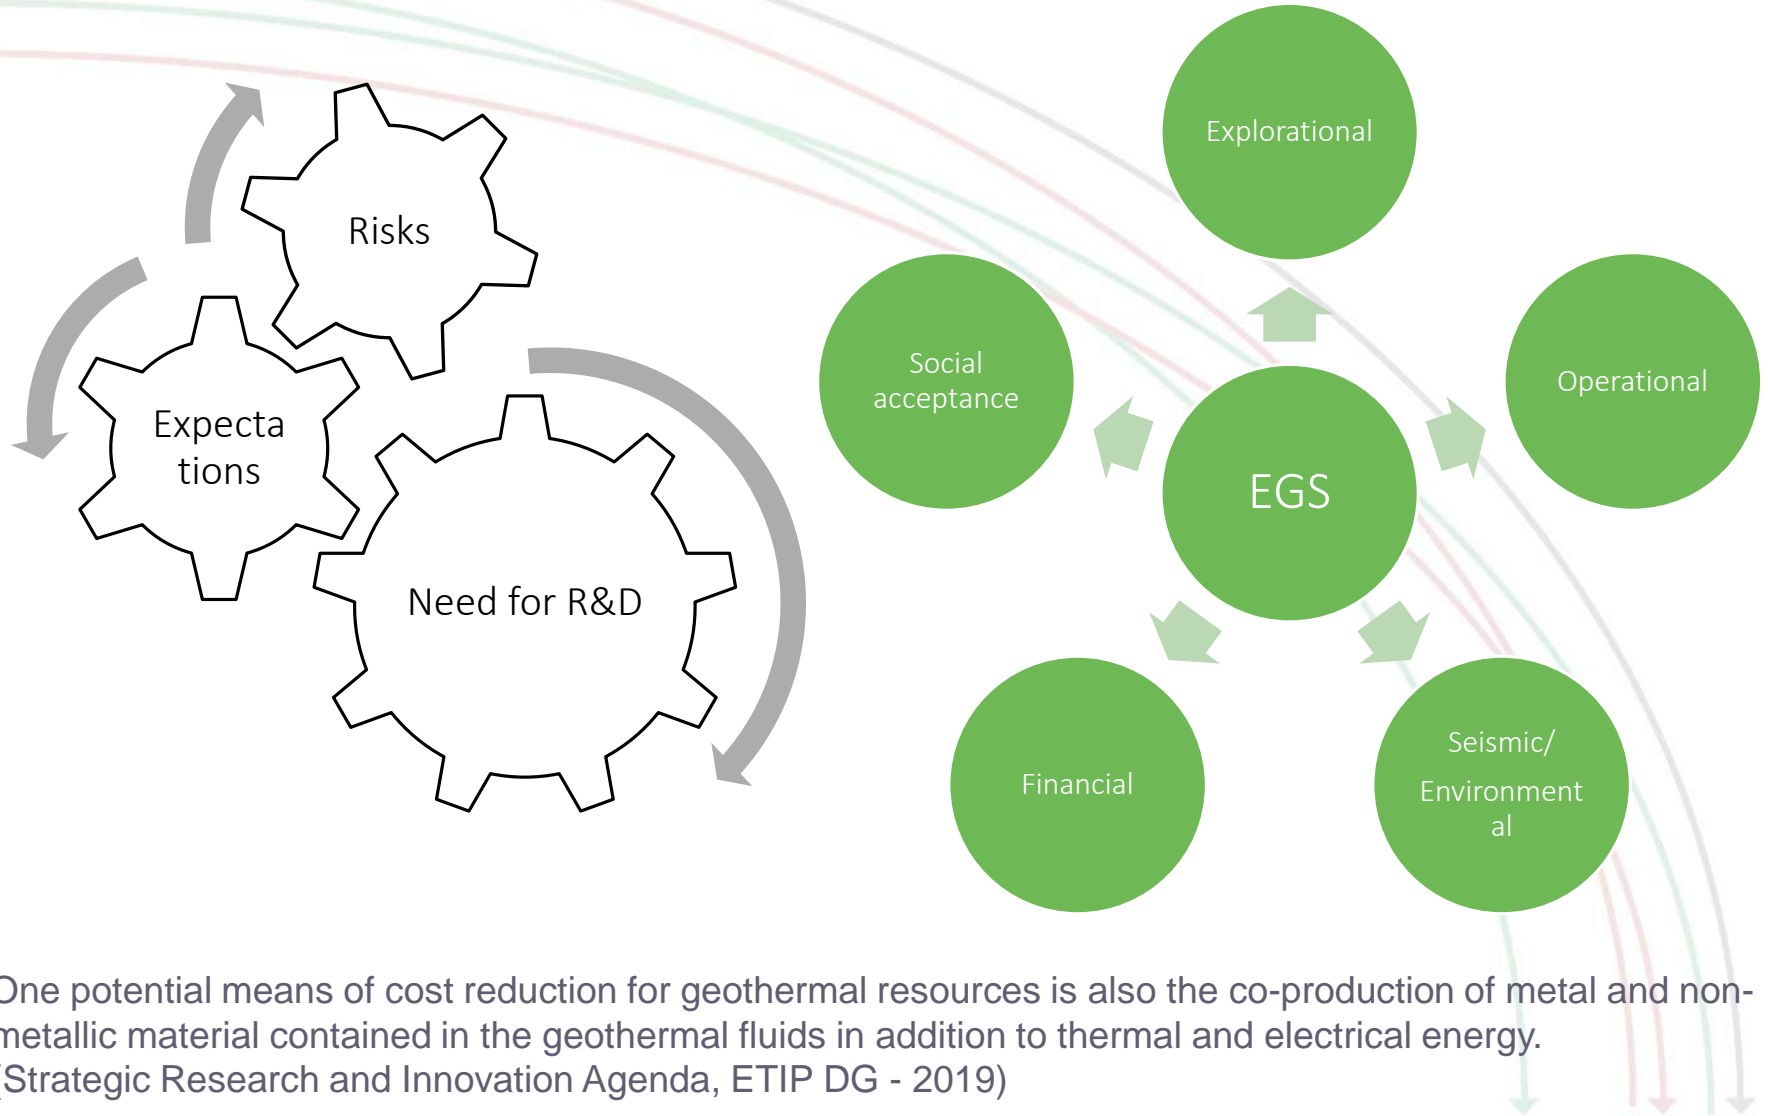 Risks
Expecta
tions
Need for R&D
Explorational
Social
acceptance
Operational
EGS
Financial
Seismic/
Environment
al
One potential means of cost reduction for geothermal resources is also the co-production of metal and non-
metallic material contained in the geothermal fluids in addition to thermal and electrical energy.
(Strategic Research and Innovation Agenda, ETIP DG - 2019)